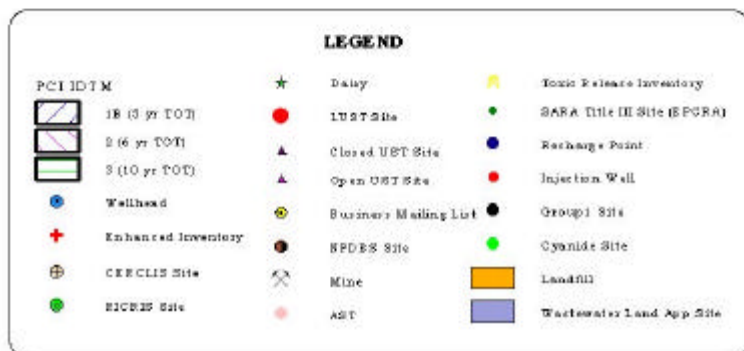 LEGEND
PCI IDTM
1B (3 yr TOT)
2 (6 yr TOT)
3 (10 yr TOT)
Wellhead
Enhanced Inventory
CERCLIS Site
RICRIS Site
Dairy
LUST Site
Closed UST Site
Open UST Site
Business Mailing List
NPDES Site
Mine
AST
Toxic Release Inventory
SARA Title III Site (EPCRA)
Recharge Point
Injection Well
Group1 Site
Cyanide Site
Landfill
Wastewater Land App Site